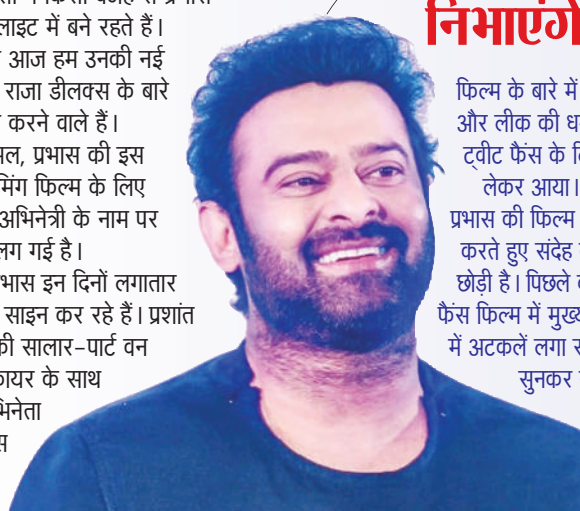 निभाएंगे
लाइट में बने रहते हैं।
आज हम उनकी नई
राजा डीलक्स के बारे
करने वाले हैं।
प्रभास की इस
फिल्म के लिए
अभिनेत्री के नाम पर
लग गई है।
इन दिनों लगातार
साइन कर रहे हैं। प्रशांत
की सालार-पार्ट वन
के साथ
फिल्म के बारे में
और लीक की
ट्वीट फैंस के
लेकर आया।
प्रभास की फिल्म
करते हुए संदेह
छोड़ी है। पिछले
फैंस फिल्म में
में अटकलें लगा
सुनकर